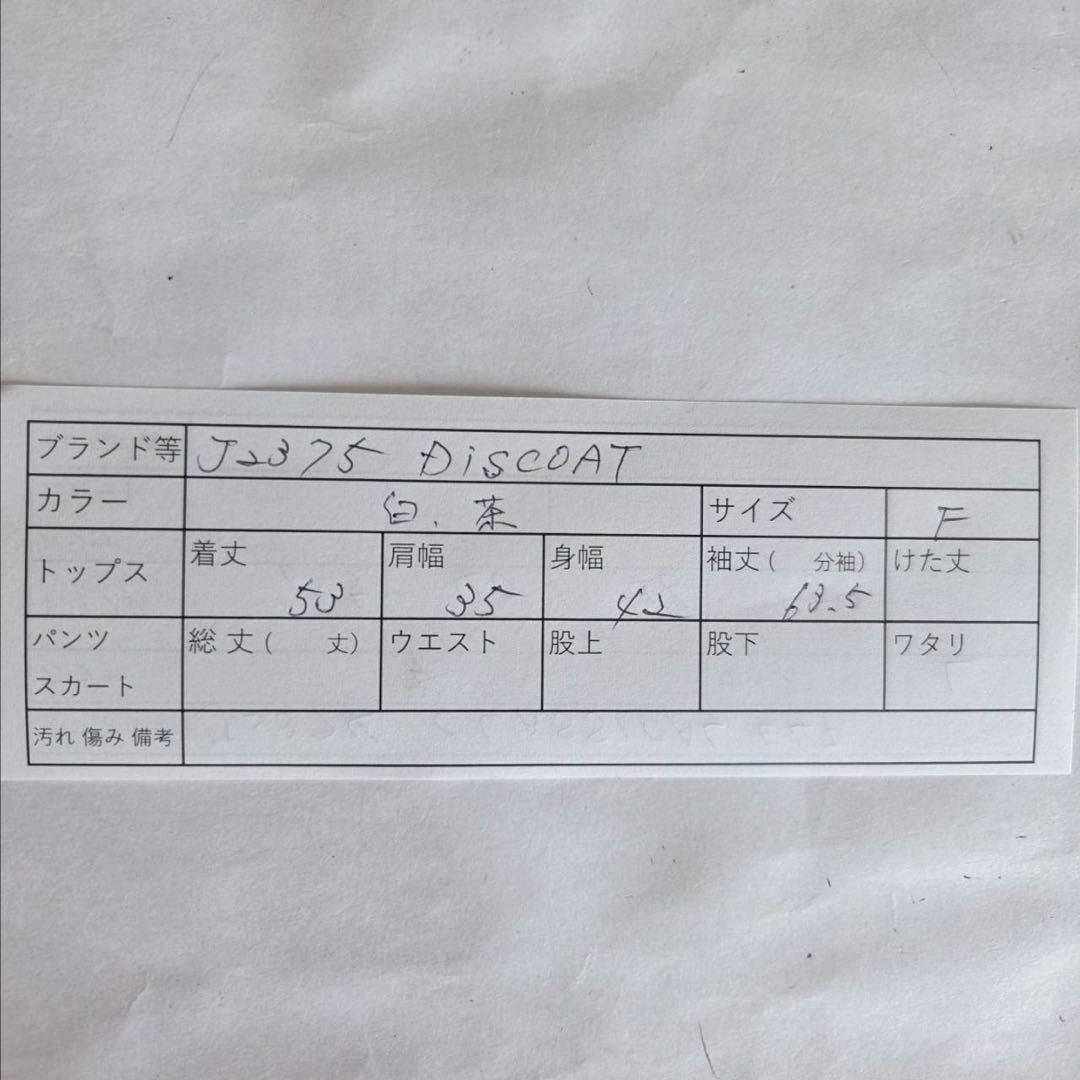 ブランド等 J2375 DiSCOAT
カラー 白、茶 サイズ F
トップス 着丈 53 肩幅 35 身幅 42 袖丈(　分袖) 63.5 けた丈
パンツ スカート 総丈(　丈) ウエスト 股上 股下 ワタリ
汚れ 傷み 備考